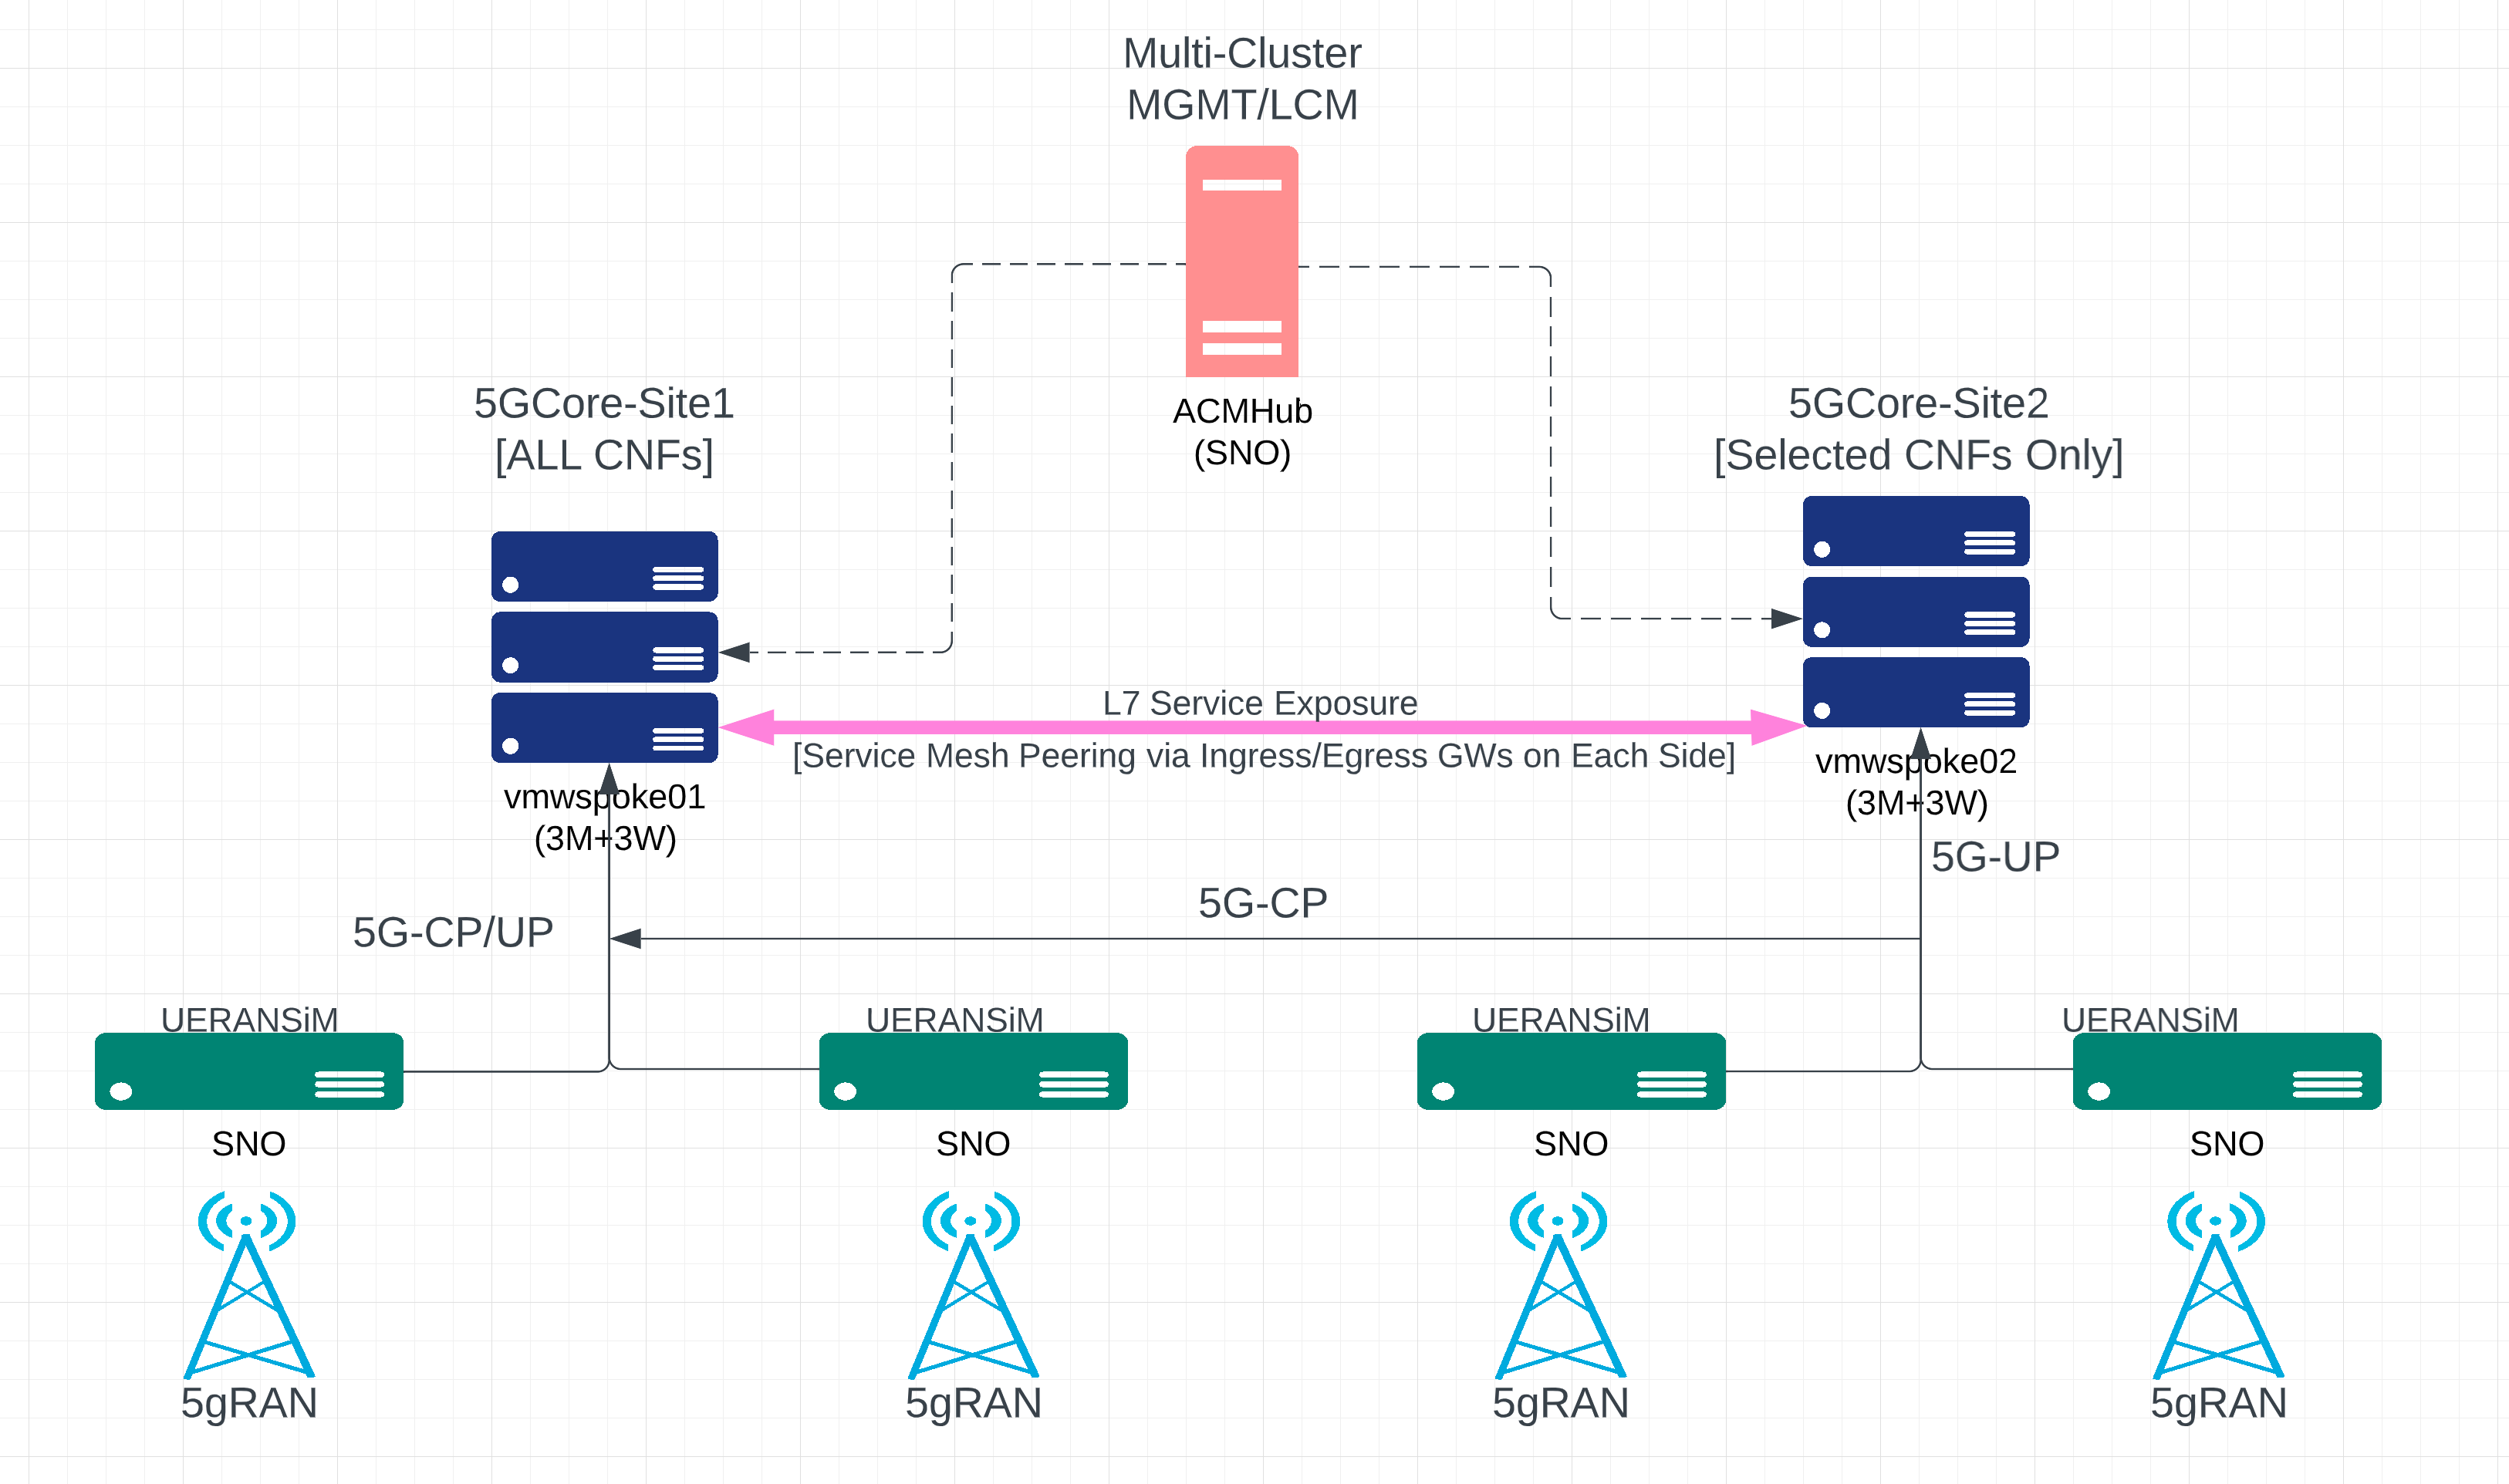 Multi-Cluster
MGMT/LCM
ACMHub
(SNO)
5GCore-Site1
[ALL CNFs]
5GCore-Site2
[Selected CNFs Only]
L7 Service Exposure
[Service Mesh Peering via Ingress/Egress GWs on Each Side]
vmwspoke01
(3M+3W)
vmwspoke02
(3M+3W)
5G-UP
5G-CP
5G-CP/UP
UERANSiM
UERANSiM
UERANSiM
UERANSiM
SNO
SNO
SNO
SNO
5gRAN
5gRAN
5gRAN
5gRAN